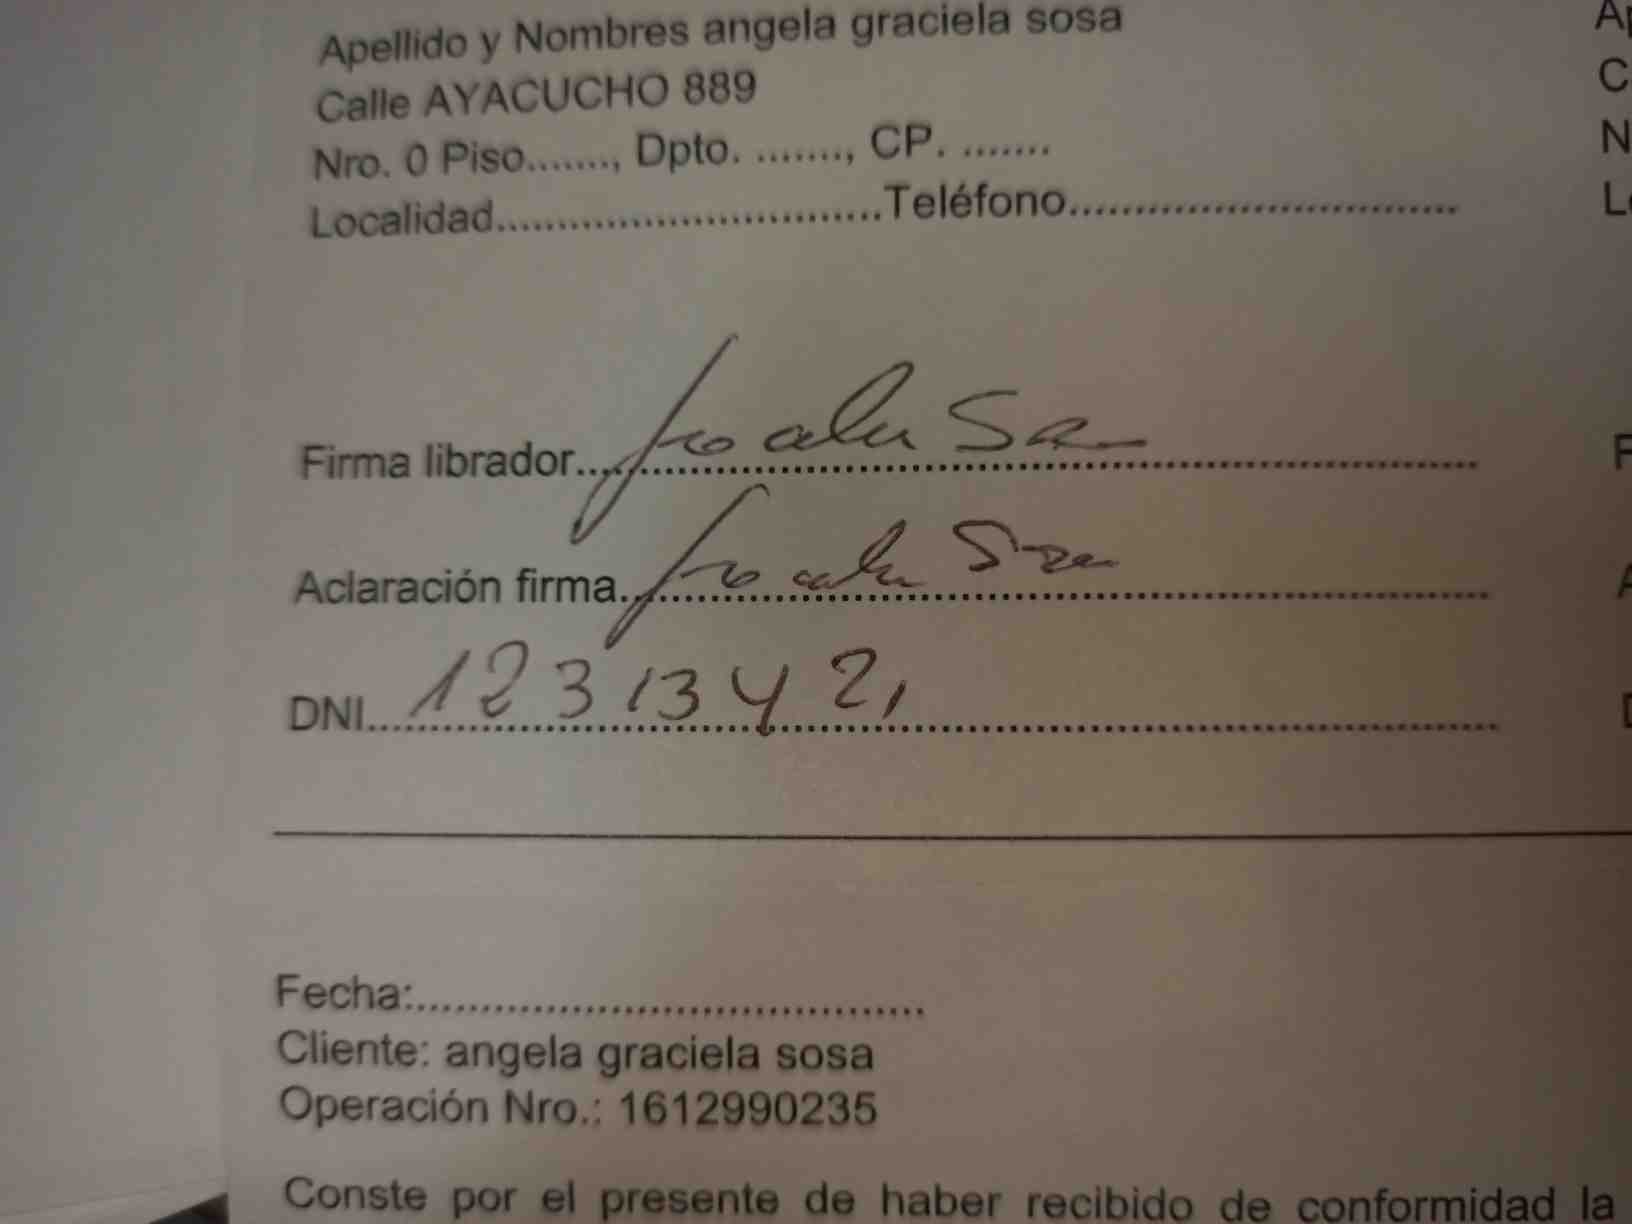 Apellido y Nombres angela graciela sosa
Calle AYACUCHO 889
Nro. 0 Piso......., Dpto. ......., CP. .......
Localidad..............................Teléfono..............................
Firma librador..............................
Aclaración firma..............................
DNI 12313421
Fecha:........................................
Cliente: angela graciela sosa
Operación Nro.: 1612990235
Conste por el presente de haber recibido de conformidad la